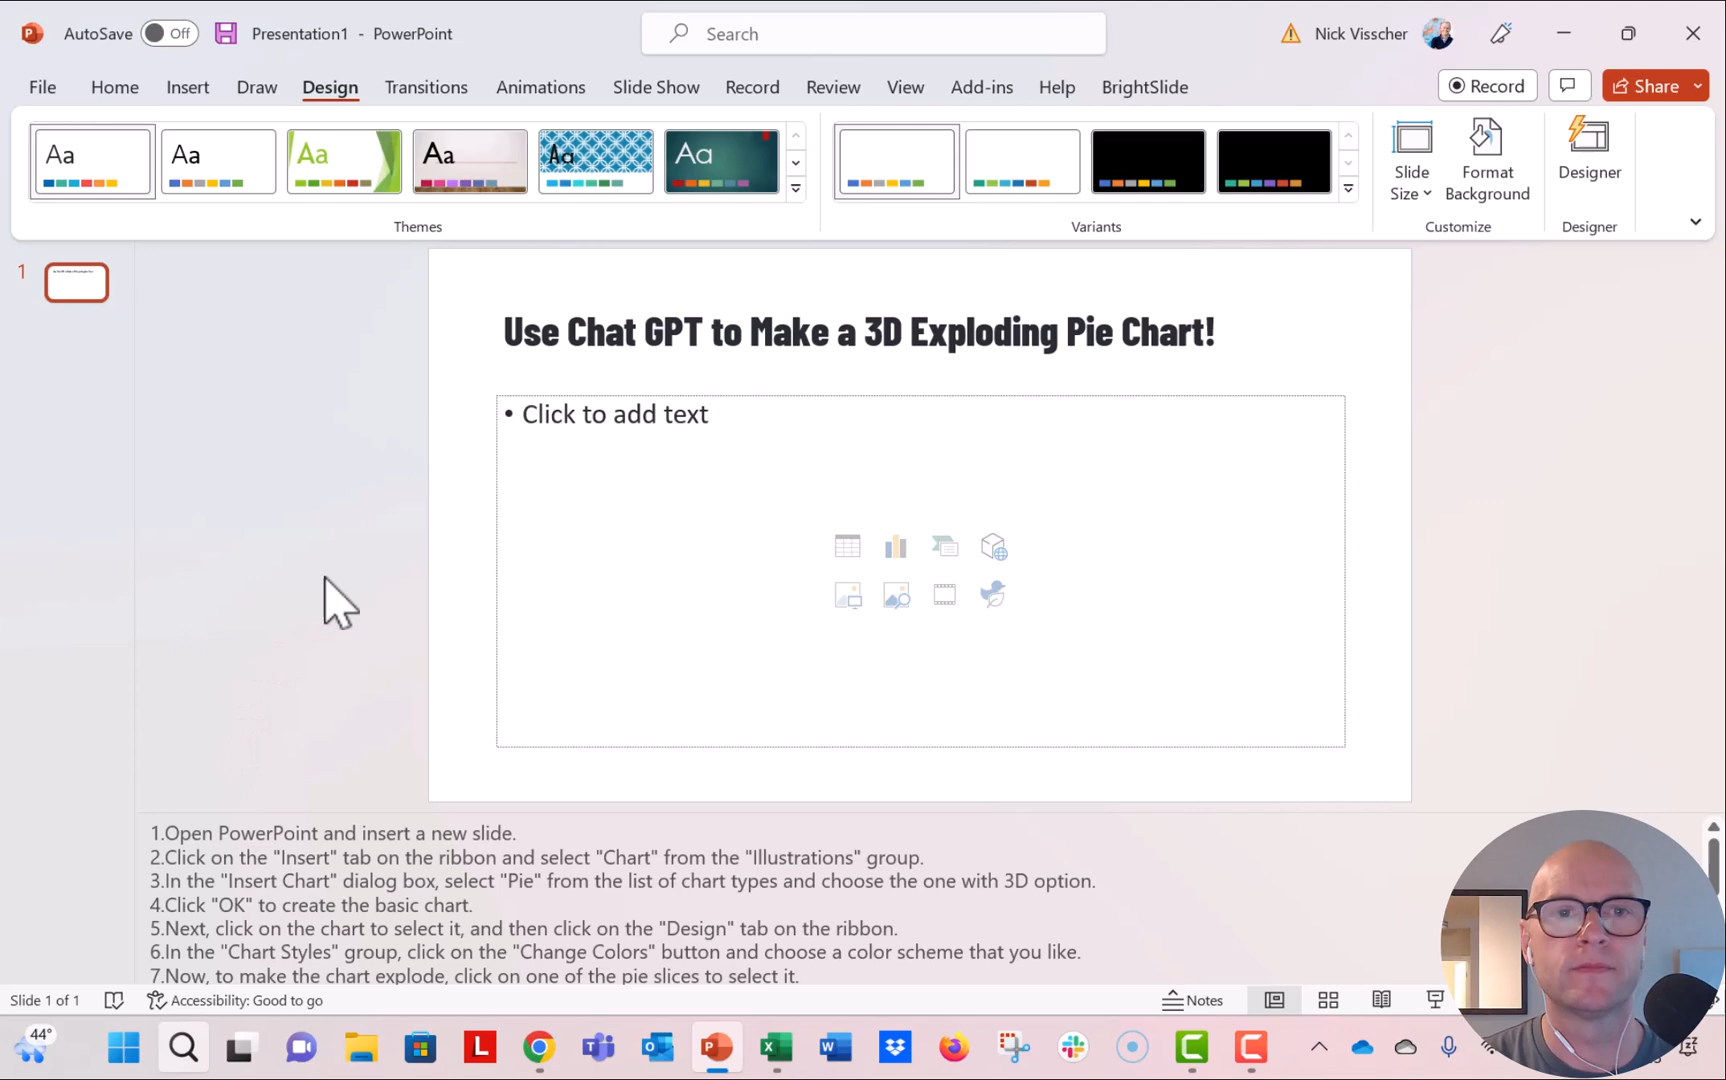 AutoSave Off Presentation1 - PowerPoint Search Nick Visscher
File Home Insert Draw Design Transitions Animations Slide Show Record Review View Add-ins Help BrightSlide Record Share
Aa Aa Aa Aa Aa Aa
Slide Size
Format Background
Designer
Themes Variants Customize Designer
1
Use Chat GPT to Make a 3D Exploding Pie Chart!
• Click to add text
1.Open PowerPoint and insert a new slide.
2.Click on the "Insert" tab on the ribbon and select "Chart" from the "Illustrations" group.
3.In the "Insert Chart" dialog box, select "Pie" from the list of chart types and choose the one with 3D option.
4.Click "OK" to create the basic chart.
5.Next, click on the chart to select it, and then click on the "Design" tab on the ribbon.
6.In the "Chart Styles" group, click on the "Change Colors" button and choose a color scheme that you like.
7.Now, to make the chart explode, click on one of the pie slices to select it.
Slide 1 of 1 Accessibility: Good to go Notes
44°